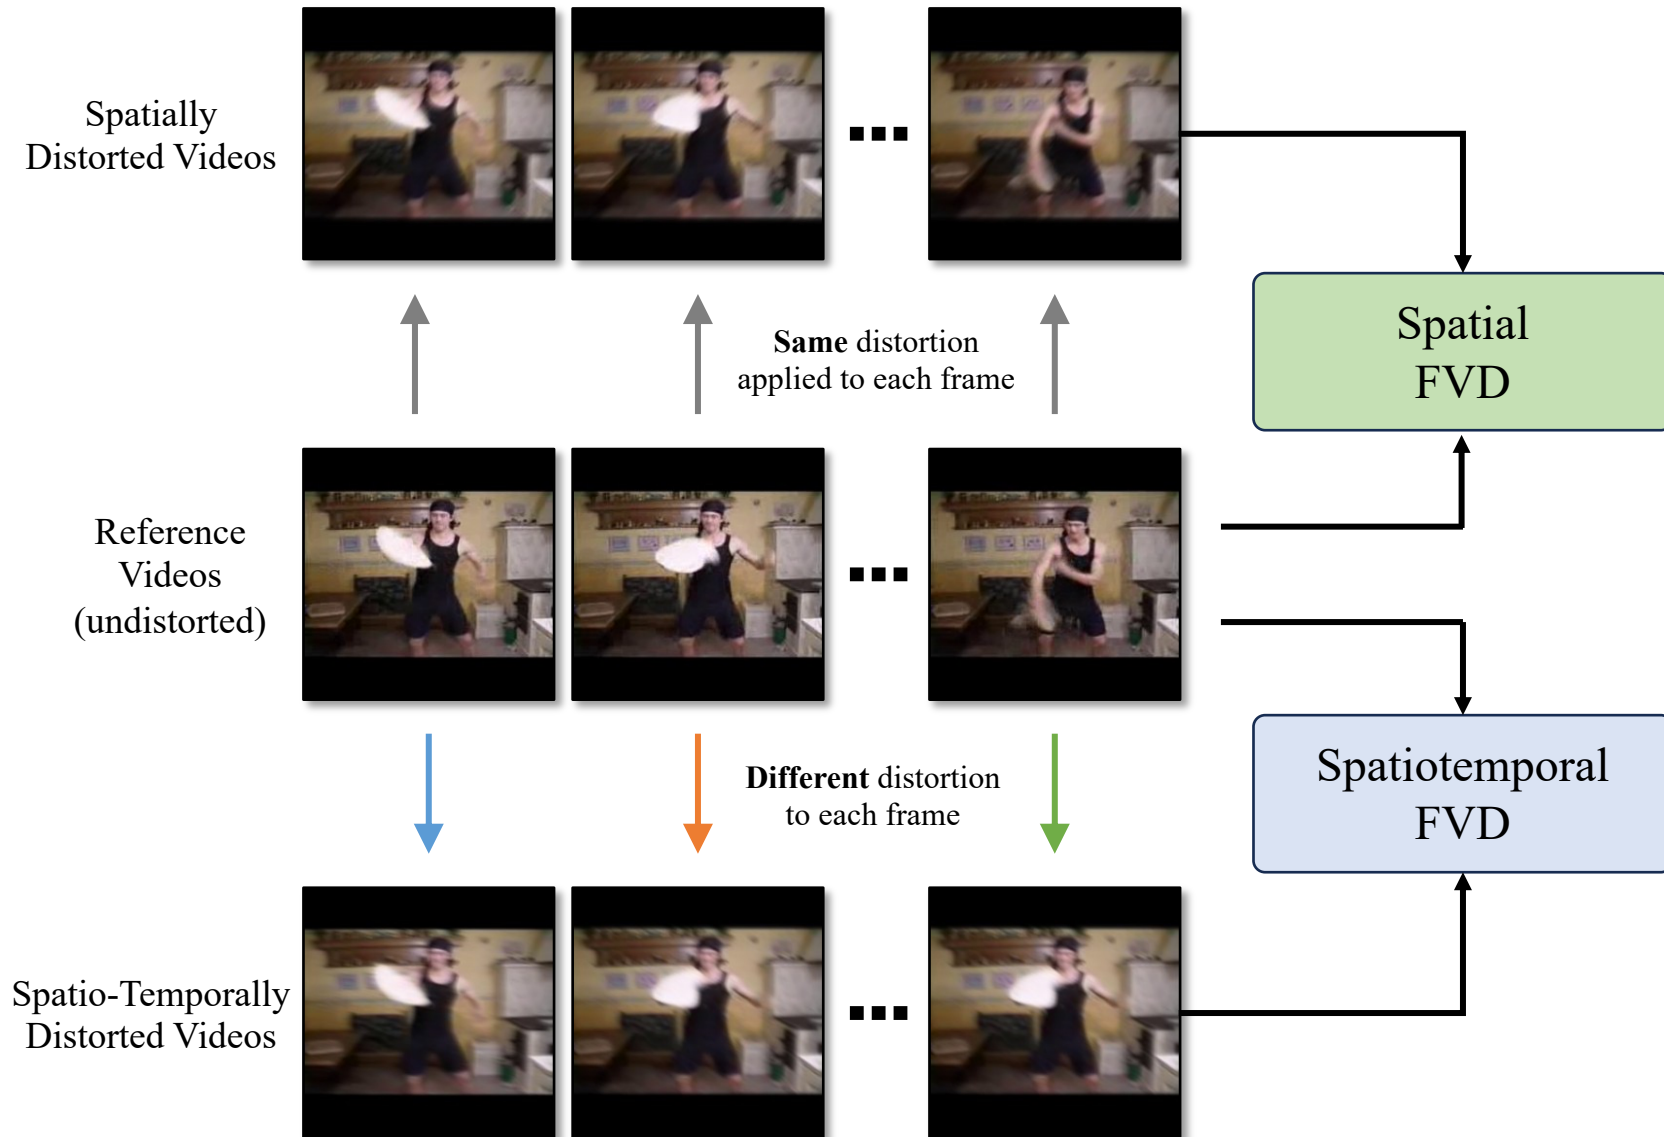 Spatially
Distorted Videos
Same distortion
applied to each frame
Spatial
FVD
Reference
Videos
(undistorted)
Different distortion
to each frame
Spatiotemporal
FVD
Spatio-Temporally
Distorted Videos